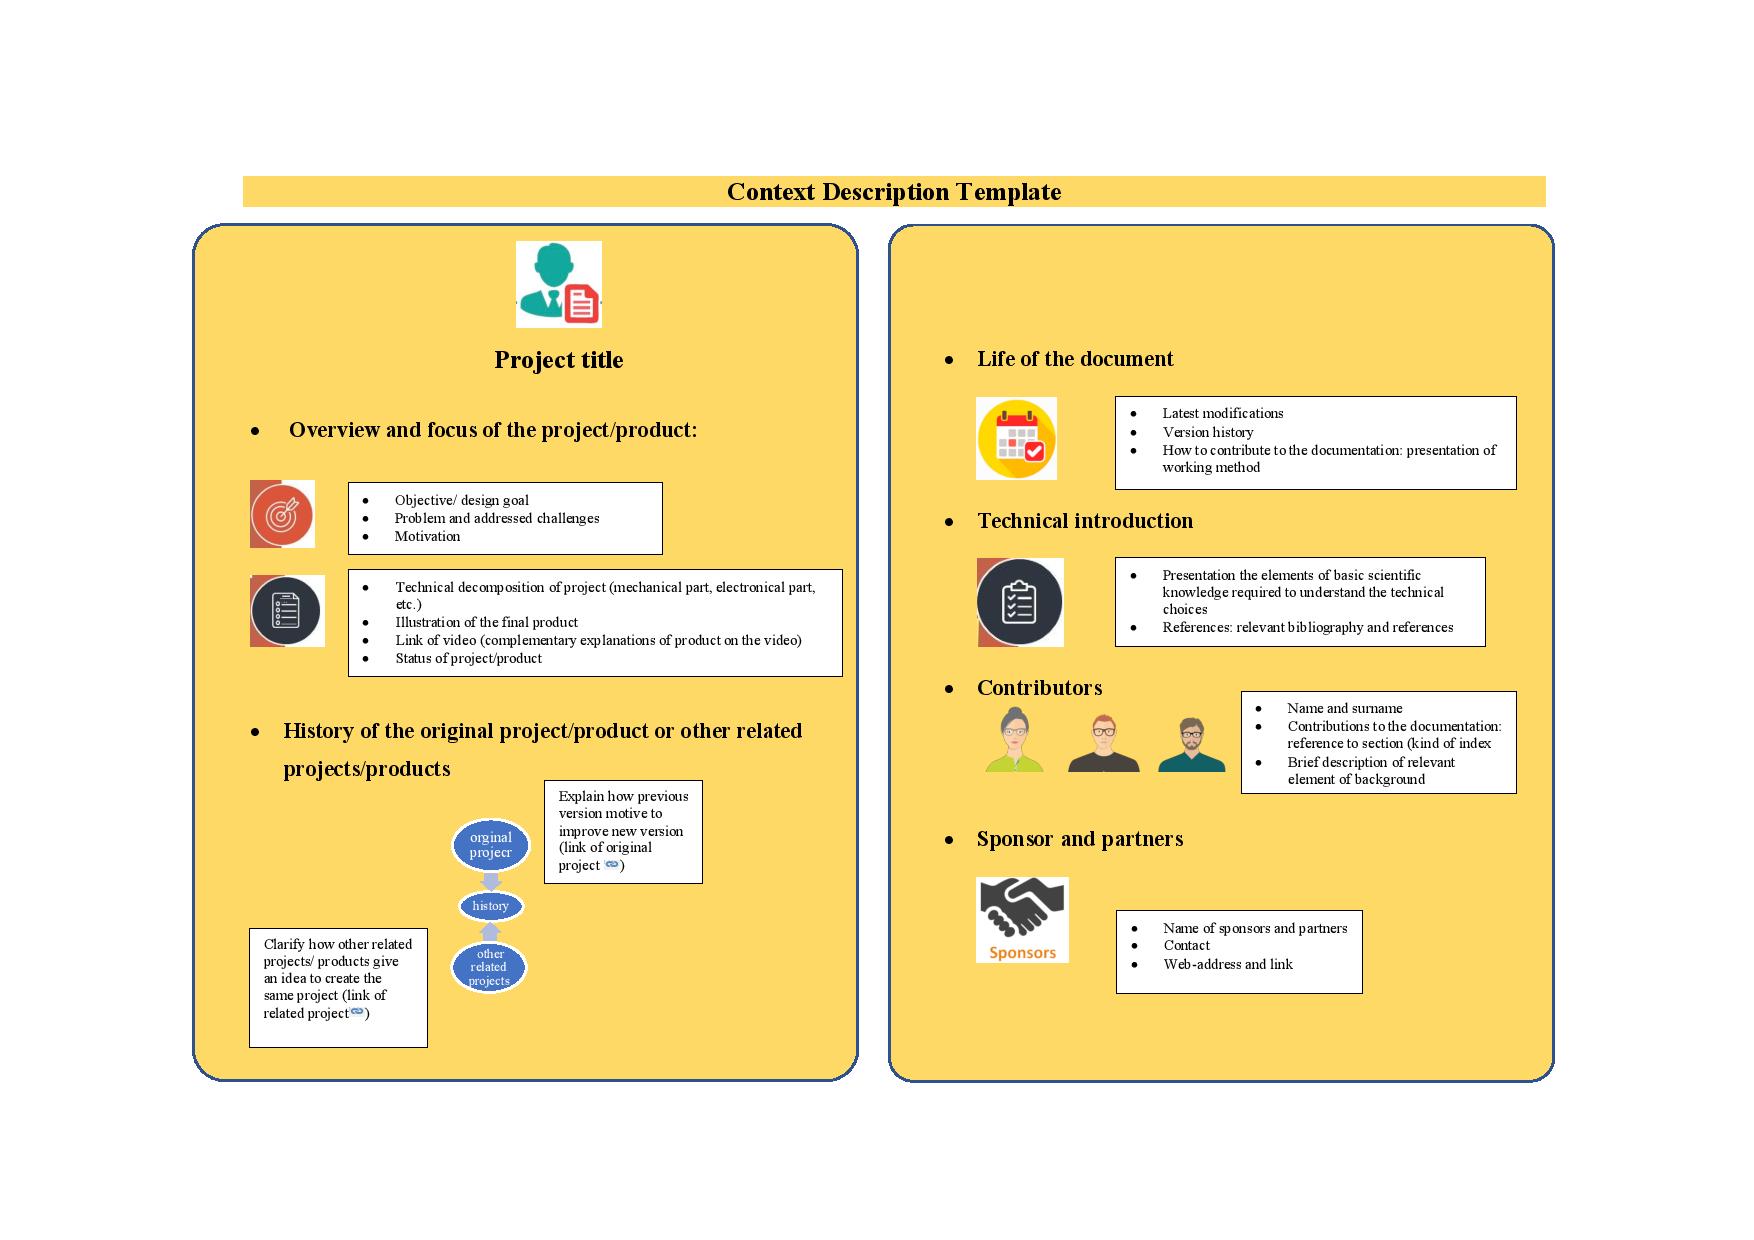 Context Description Template
Project title
• Overview and focus of the project/product:
• Objective/ design goal
• Problem and addressed challenges
• Motivation
• Technical decomposition of project (mechanical part, electronical part,
etc.)
• Illustration of the final product
• Link of video (complementary explanations of product on the video)
• Status of project/product
• History of the original project/product or other related
projects/products
Explain how previous
version motive to
improve new version
(link of original
project )
orginal
projecr
history
other
related
projects
Clarify how other related
projects/ products give
an idea to create the
same project (link of
related project )
• Life of the document
• Latest modifications
• Version history
• How to contribute to the documentation: presentation of
working method
• Technical introduction
• Presentation the elements of basic scientific
knowledge required to understand the technical
choices
• References: relevant bibliography and references
• Contributors
• Name and surname
• Contributions to the documentation:
reference to section (kind of index
• Brief description of relevant
element of background
• Sponsor and partners
Sponsors
• Name of sponsors and partners
• Contact
• Web-address and link